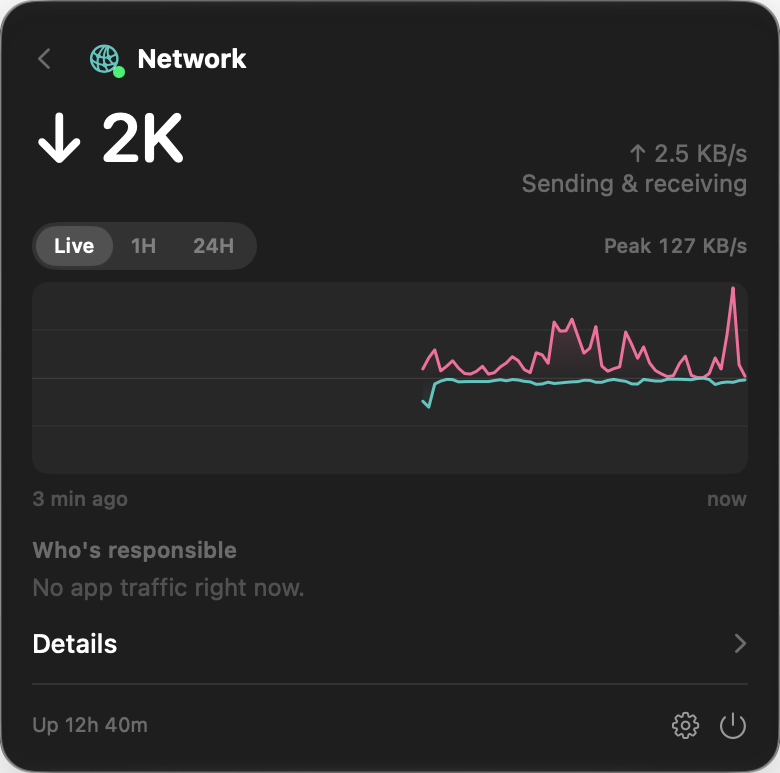 Network
↓ 2K
↑ 2.5 KB/s
Sending & receiving
Live 1H 24H
Peak 127 KB/s
3 min ago
now
Who's responsible
No app traffic right now.
Details
Up 12h 40m